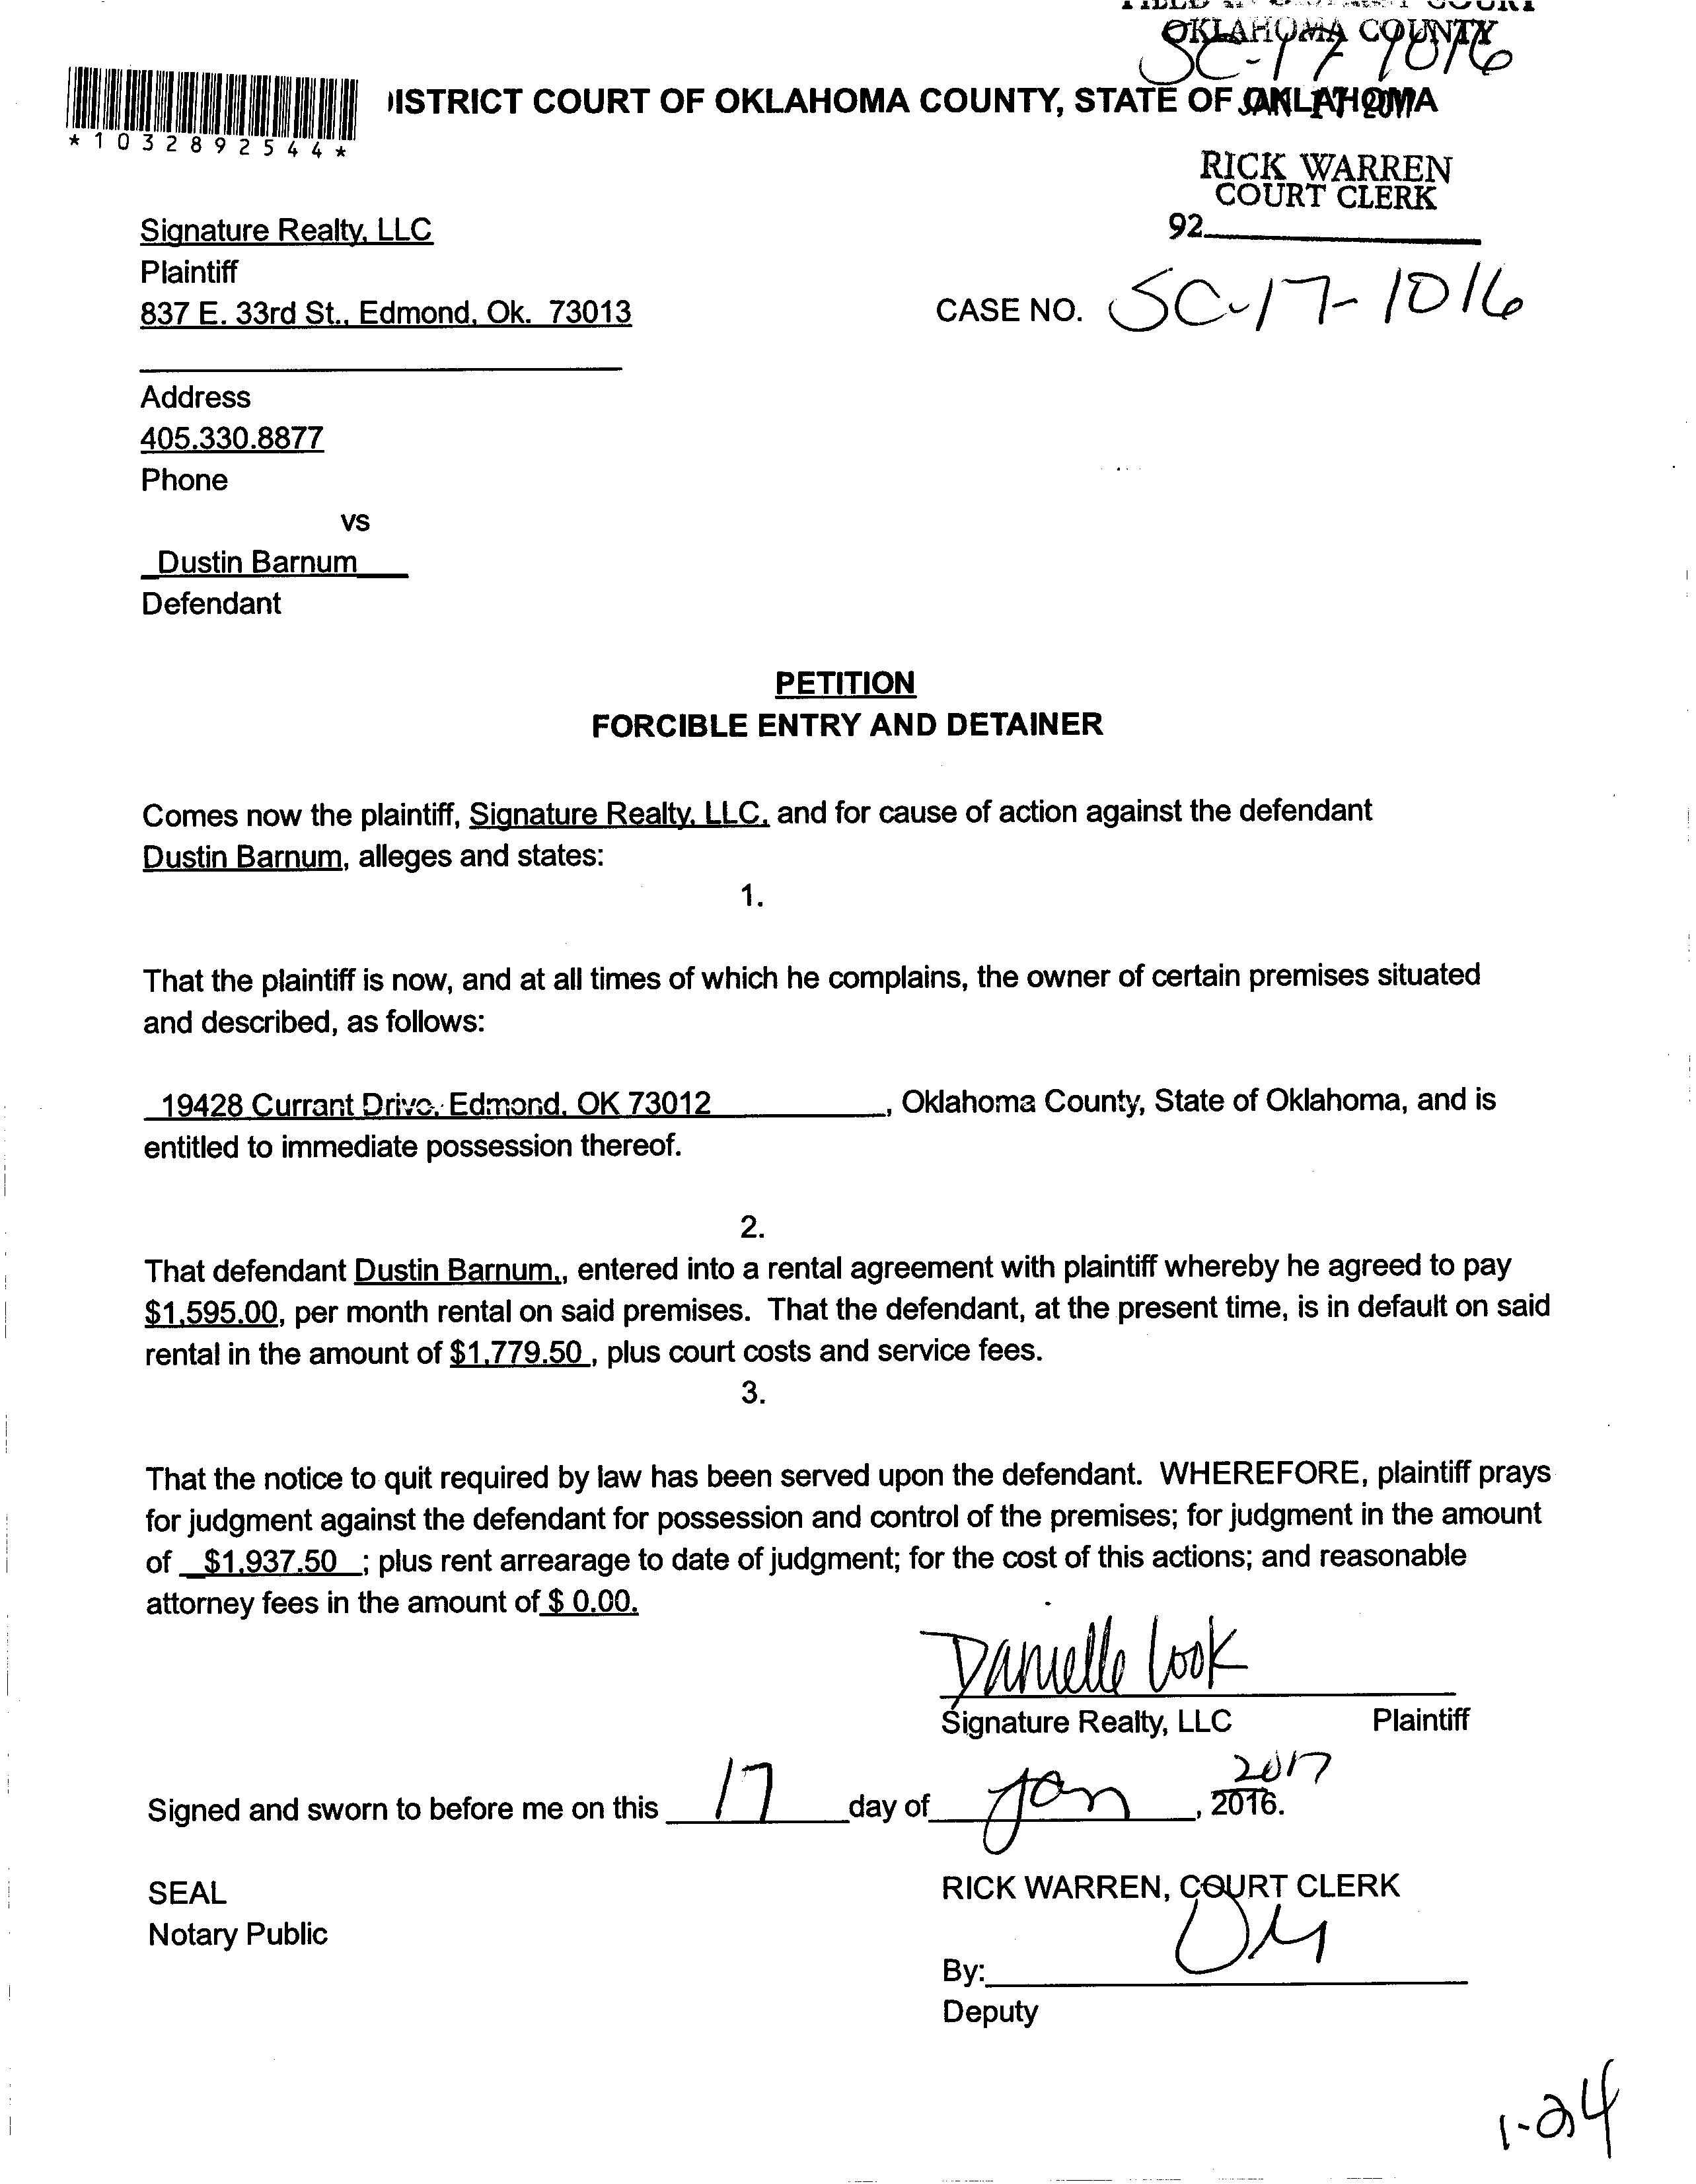 OKLAHOMA COUNTY
SC-17-1016
*1032892544*
DISTRICT COURT OF OKLAHOMA COUNTY, STATE OF OKLAHOMA
RICK WARREN
COURT CLERK
92
Signature Realty, LLC
Plaintiff
837 E. 33rd St., Edmond, Ok. 73013
CASE NO. SC-17-1016
Address
405.330.8877
Phone
vs
Dustin Barnum
Defendant
PETITION
FORCIBLE ENTRY AND DETAINER
Comes now the plaintiff, Signature Realty, LLC, and for cause of action against the defendant
Dustin Barnum, alleges and states:
1.
That the plaintiff is now, and at all times of which he complains, the owner of certain premises situated
and described, as follows:
19428 Currant Drive, Edmond, OK 73012, Oklahoma County, State of Oklahoma, and is
entitled to immediate possession thereof.
2.
That defendant Dustin Barnum,, entered into a rental agreement with plaintiff whereby he agreed to pay
$1,595.00, per month rental on said premises. That the defendant, at the present time, is in default on said
rental in the amount of $1,779.50 , plus court costs and service fees.
3.
That the notice to quit required by law has been served upon the defendant. WHEREFORE, plaintiff prays
for judgment against the defendant for possession and control of the premises; for judgment in the amount
of $1,937.50 ; plus rent arrearage to date of judgment; for the cost of this actions; and reasonable
attorney fees in the amount of $ 0.00.
Danielle Cook
Signature Realty, LLC Plaintiff
2017
Signed and sworn to before me on this 17 day of Jan, 2016.
SEAL
RICK WARREN, COURT CLERK
Notary Public
By:
Deputy
1-24